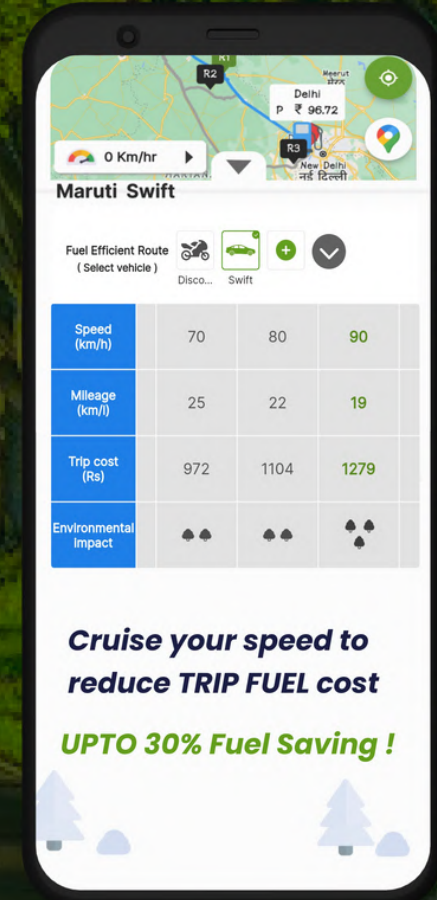 R1
R2
Meerut
मेरठ
Delhi
P ₹ 96.72
0 Km/hr
R3
New Delhi
नई दिल्ली
Maruti Swift
Fuel Efficient Route
( Select vehicle )
Disco...
Swift
Speed
(km/h)
70
80
90
Mileage
(km/l)
25
22
19
Trip cost
(Rs)
972
1104
1279
Environmental
Impact
Cruise your speed to
reduce TRIP FUEL cost
UPTO 30% Fuel Saving !